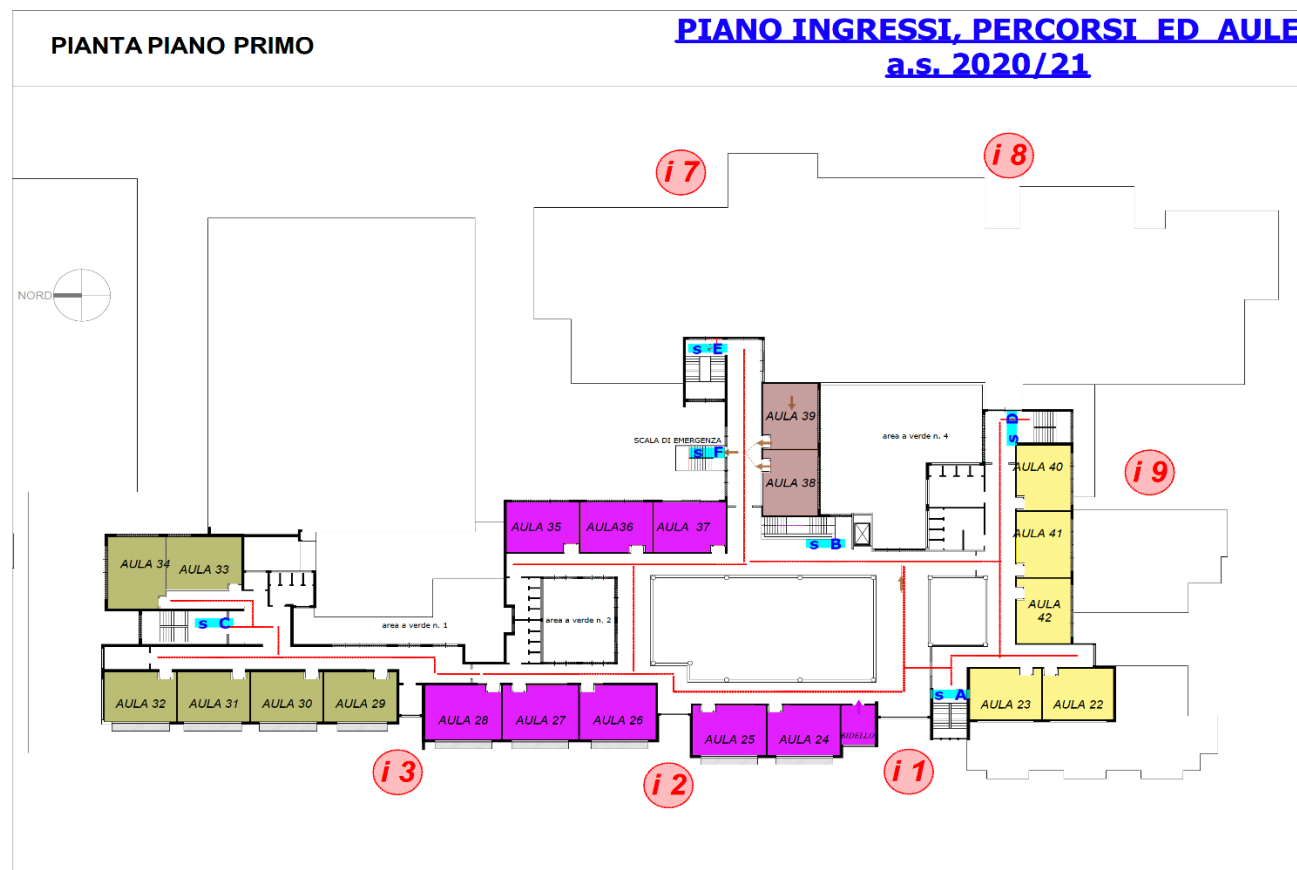 PIANTA PIANO PRIMO
PIANO INGRESSI, PERCORSI ED AULE
a.s. 2020/21
i 7
i 8
NORD
s E
AULA 39
SCALA DI EMERGENZA
s F
area a verde n. 4
s D
AULA 40
i 9
AULA 38
AULA 35
AULA36
AULA 37
s B
AULA 41
AULA 34
AULA 33
AULA
42
s C
area a verde n. 1
area a verde n. 2
s A
AULA 32
AULA 31
AULA 30
AULA 29
AULA 28
AULA 27
AULA 26
AULA 25
AULA 24
BIDELLO
AULA 23
AULA 22
i 3
i 2
i 1